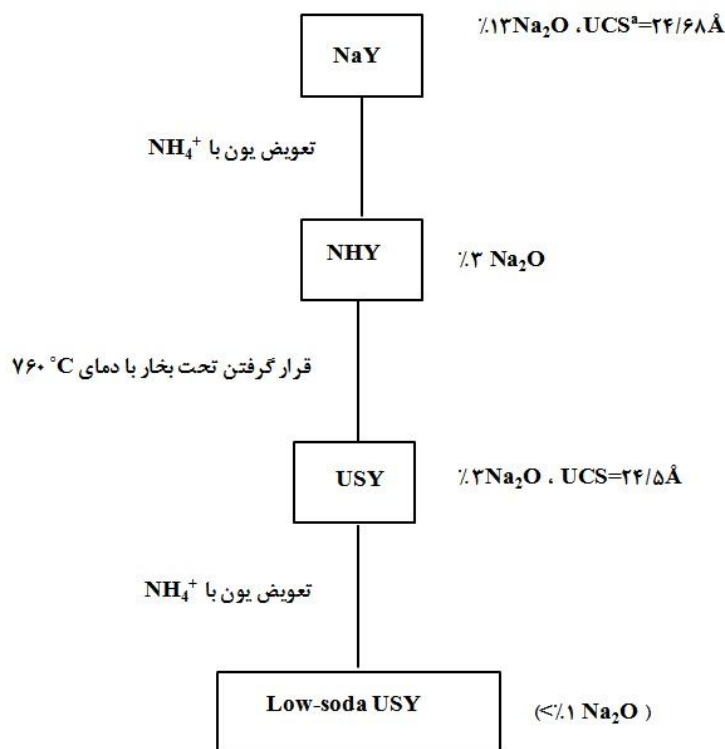 ٪۱۳Na₂O ،UCSᵃ=۲۴/۶۸Å
NaY
تعویض یون با NH₄⁺
NHY
٪۳ Na₂O
قرار گرفتن تحت بخار با دمای ۷۶۰ °C
USY
٪۳Na₂O ، UCS=۲۴/۵Å
تعویض یون با NH₄⁺
Low-soda USY
(<٪۱ Na₂O )